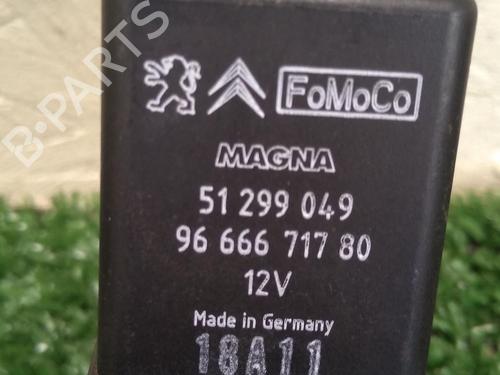 FoMoCo
MAGNA
51 299 049
96 666 717 80
12V
Made in Germany
18A11
B-PARTS